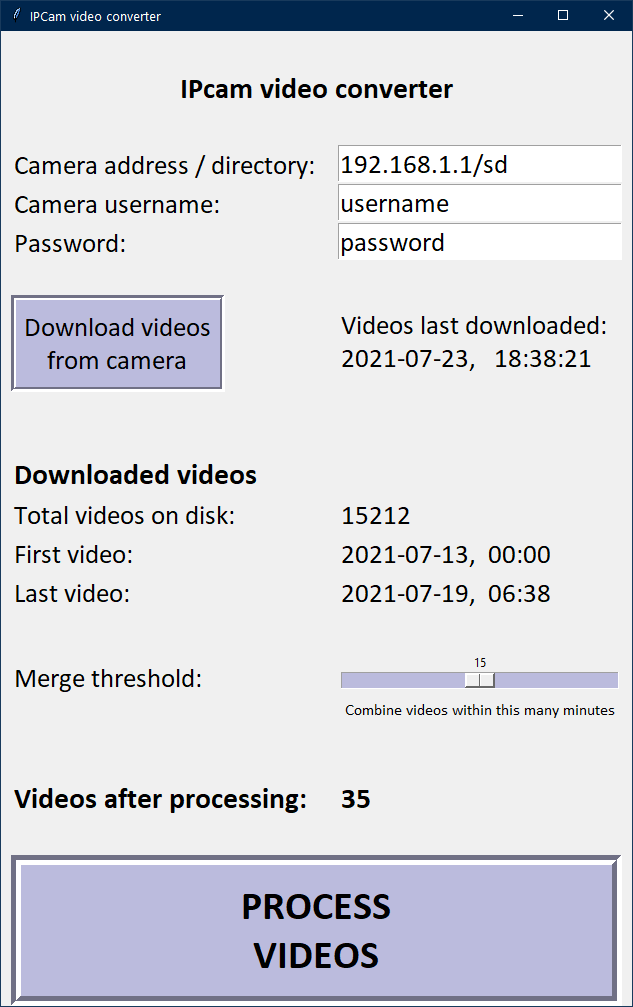 IPCam video converter
IPcam video converter
Camera address / directory: 192.168.1.1/sd
Camera username: username
Password: password
Download videos
from camera
Videos last downloaded:
2021-07-23, 18:38:21
Downloaded videos
Total videos on disk: 15212
First video: 2021-07-13, 00:00
Last video: 2021-07-19, 06:38
15
Merge threshold:
Combine videos within this many minutes
Videos after processing: 35
PROCESS
VIDEOS